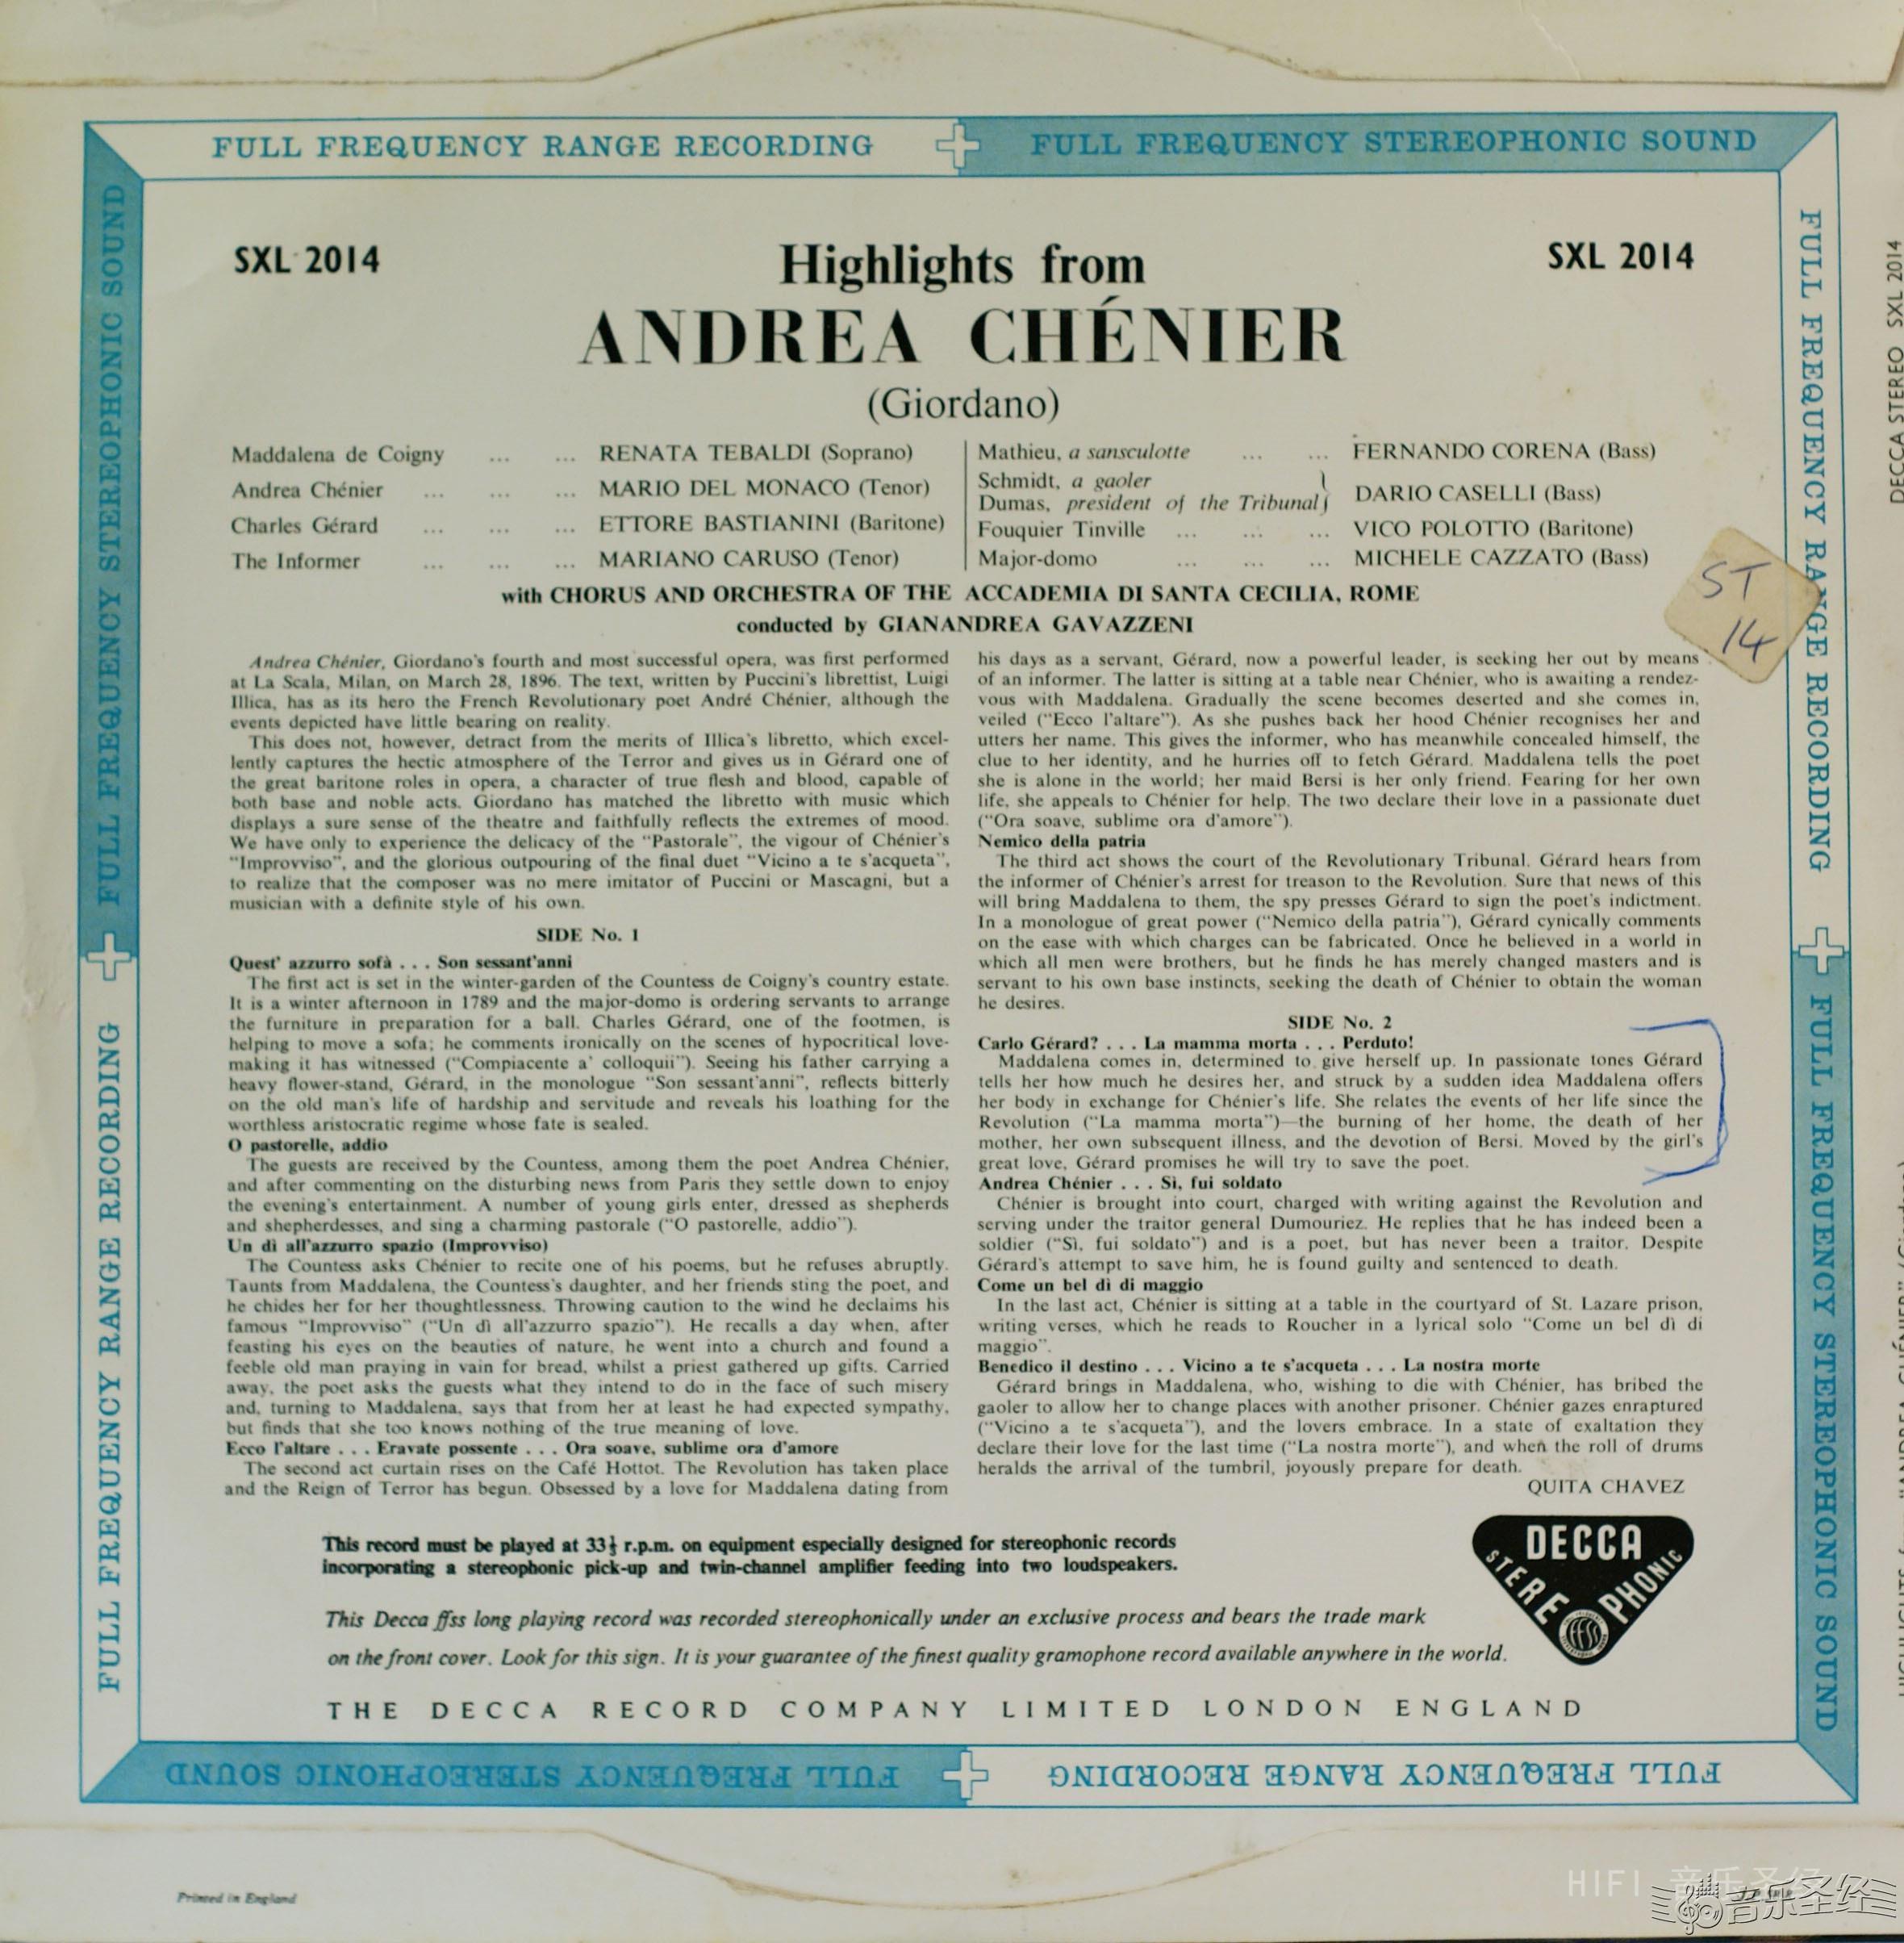 FULL FREQUENCY RANGE RECORDING
FULL FREQUENCY STEREOPHONIC SOUND
SXL 2014
Highlights from
SXL 2014
ANDREA CHÉNIER
(Giordano)
Maddalena de Coigny ... ... RENATA TEBALDI (Soprano)
Andrea Chénier ... ... ... MARIO DEL MONACO (Tenor)
Charles Gérard ... ... ... ETTORE BASTIANINI (Baritone)
The Informer ... ... ... MARIANO CARUSO (Tenor)
Mathieu, a sansculotte ... ... FERNANDO CORENA (Bass)
Schmidt, a gaoler
Dumas, president of the Tribunal
DARIO CASELLI (Bass)
Fouquier Tinville ... ... ... VICO POLOTTO (Baritone)
Major-domo ... ... ... MICHELE CAZZATO (Bass)
with CHORUS AND ORCHESTRA OF THE ACCADEMIA DI SANTA CECILIA, ROME
conducted by GIANANDREA GAVAZZENI
ST
14
Andrea Chénier, Giordano's fourth and most successful opera, was first performed
at La Scala, Milan, on March 28, 1896. The text, written by Puccini's librettist, Luigi
Illica, has as its hero the French Revolutionary poet André Chénier, although the
events depicted have little bearing on reality.
This does not, however, detract from the merits of Illica's libretto, which excel-
lently captures the hectic atmosphere of the Terror and gives us in Gérard one of
the great baritone roles in opera, a character of true flesh and blood, capable of
both base and noble acts. Giordano has matched the libretto with music which
displays a sure sense of the theatre and faithfully reflects the extremes of mood.
We have only to experience the delicacy of the "Pastorale", the vigour of Chénier's
"Improvviso", and the glorious outpouring of the final duet "Vicino a te s'acqueta",
to realize that the composer was no mere imitator of Puccini or Mascagni, but a
musician with a definite style of his own.
SIDE No. 1
Quest' azzurro sofà . . . Son sessant'anni
The first act is set in the winter-garden of the Countess de Coigny's country estate.
It is a winter afternoon in 1789 and the major-domo is ordering servants to arrange
the furniture in preparation for a ball. Charles Gérard, one of the footmen, is
helping to move a sofa; he comments ironically on the scenes of hypocritical love-
making it has witnessed ("Compiacente a' colloquii"). Seeing his father carrying a
heavy flower-stand, Gérard, in the monologue "Son sessant'anni", reflects bitterly
on the old man's life of hardship and servitude and reveals his loathing for the
worthless aristocratic regime whose fate is sealed.
O pastorelle, addio
The guests are received by the Countess, among them the poet Andrea Chénier,
and after commenting on the disturbing news from Paris they settle down to enjoy
the evening's entertainment. A number of young girls enter, dressed as shepherds
and shepherdesses, and sing a charming pastorale ("O pastorelle, addio").
Un dì all'azzurro spazio (Improvviso)
The Countess asks Chénier to recite one of his poems, but he refuses abruptly.
Taunts from Maddalena, the Countess's daughter, and her friends sting the poet, and
he chides her for her thoughtlessness. Throwing caution to the wind he declaims his
famous "Improvviso" ("Un dì all'azzurro spazio"). He recalls a day when, after
feasting his eyes on the beauties of nature, he went into a church and found a
feeble old man praying in vain for bread, whilst a priest gathered up gifts. Carried
away, the poet asks the guests what they intend to do in the face of such misery
and, turning to Maddalena, says that from her at least he had expected sympathy,
but finds that she too knows nothing of the true meaning of love.
Ecco l'altare . . . Eravate possente . . . Ora soave, sublime ora d'amore
The second act curtain rises on the Café Hottot. The Revolution has taken place
and the Reign of Terror has begun. Obsessed by a love for Maddalena dating from
his days as a servant, Gérard, now a powerful leader, is seeking her out by means
of an informer. The latter is sitting at a table near Chénier, who is awaiting a rendez-
vous with Maddalena. Gradually the scene becomes deserted and she comes in,
veiled ("Ecco l'altare"). As she pushes back her hood Chénier recognises her and
utters her name. This gives the informer, who has meanwhile concealed himself, the
clue to her identity, and he hurries off to fetch Gérard. Maddalena tells the poet
she is alone in the world; her maid Bersi is her only friend. Fearing for her own
life, she appeals to Chénier for help. The two declare their love in a passionate duet
("Ora soave, sublime ora d'amore").
Nemico della patria
The third act shows the court of the Revolutionary Tribunal. Gérard hears from
the informer of Chénier's arrest for treason to the Revolution. Sure that news of this
will bring Maddalena to them, the spy presses Gérard to sign the poet's indictment.
In a monologue of great power ("Nemico della patria"), Gérard cynically comments
on the ease with which charges can be fabricated. Once he believed in a world in
which all men were brothers, but he finds he has merely changed masters and is
servant to his own base instincts, seeking the death of Chénier to obtain the woman
he desires.
SIDE No. 2
Carlo Gérard? . . . La mamma morta . . . Perduto!
Maddalena comes in, determined to give herself up. In passionate tones Gérard
tells her how much he desires her, and struck by a sudden idea Maddalena offers
her body in exchange for Chénier's life. She relates the events of her life since the
Revolution ("La mamma morta")—the burning of her home, the death of her
mother, her own subsequent illness, and the devotion of Bersi. Moved by the girl's
great love, Gérard promises he will try to save the poet.
Andrea Chénier . . . Sì, fui soldato
Chénier is brought into court, charged with writing against the Revolution and
serving under the traitor general Dumouriez. He replies that he has indeed been a
soldier ("Sì, fui soldato") and is a poet, but has never been a traitor. Despite
Gérard's attempt to save him, he is found guilty and sentenced to death.
Come un bel dì di maggio
In the last act, Chénier is sitting at a table in the courtyard of St. Lazare prison,
writing verses, which he reads to Roucher in a lyrical solo "Come un bel dì di
maggio".
Benedico il destino . . . Vicino a te s'acqueta . . . La nostra morte
Gérard brings in Maddalena, who, wishing to die with Chénier, has bribed the
gaoler to allow her to change places with another prisoner. Chénier gazes enraptured
("Vicino a te s'acqueta"), and the lovers embrace. In a state of exaltation they
declare their love for the last time ("La nostra morte"), and when the roll of drums
heralds the arrival of the tumbril, joyously prepare for death.
QUITA CHAVEZ
This record must be played at 33⅓ r.p.m. on equipment especially designed for stereophonic records
incorporating a stereophonic pick-up and twin-channel amplifier feeding into two loudspeakers.
This Decca ffss long playing record was recorded stereophonically under an exclusive process and bears the trade mark
on the front cover. Look for this sign. It is your guarantee of the finest quality gramophone record available anywhere in the world.
DECCA
STEREOPHONIC
THE DECCA RECORD COMPANY LIMITED LONDON ENGLAND
FULL FREQUENCY STEREOPHONIC SOUND
FULL FREQUENCY RANGE RECORDING
FULL FREQUENCY RANGE RECORDING
FULL FREQUENCY STEREOPHONIC SOUND
FULL FREQUENCY STEREOPHONIC SOUND
FULL FREQUENCY RANGE RECORDING
DECCA STEREO SXL 2014
Printed in England
HIFI 音乐圣经
音乐圣经